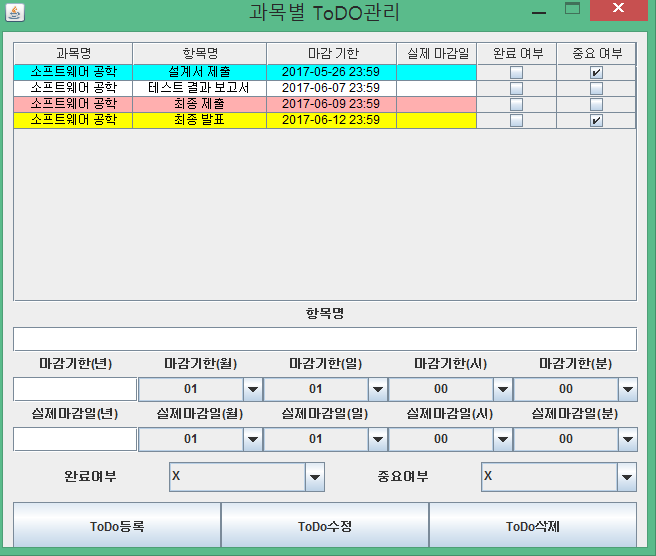 과목별 ToDO관리
과목명 항목명 마감 기한 실제 마감일 완료 여부 중요 여부
소프트웨어 공학 설계서 제출 2017-05-26 23:59
소프트웨어 공학 테스트 결과 보고서 2017-06-07 23:59
소프트웨어 공학 최종 제출 2017-06-09 23:59
소프트웨어 공학 최종 발표 2017-06-12 23:59
항목명
마감기한(년) 마감기한(월) 마감기한(일) 마감기한(시) 마감기한(분)
01 01 00 00
실제마감일(년) 실제마감일(월) 실제마감일(일) 실제마감일(시) 실제마감일(분)
01 01 00 00
완료여부 X 중요여부 X
ToDo등록 ToDo수정 ToDo삭제